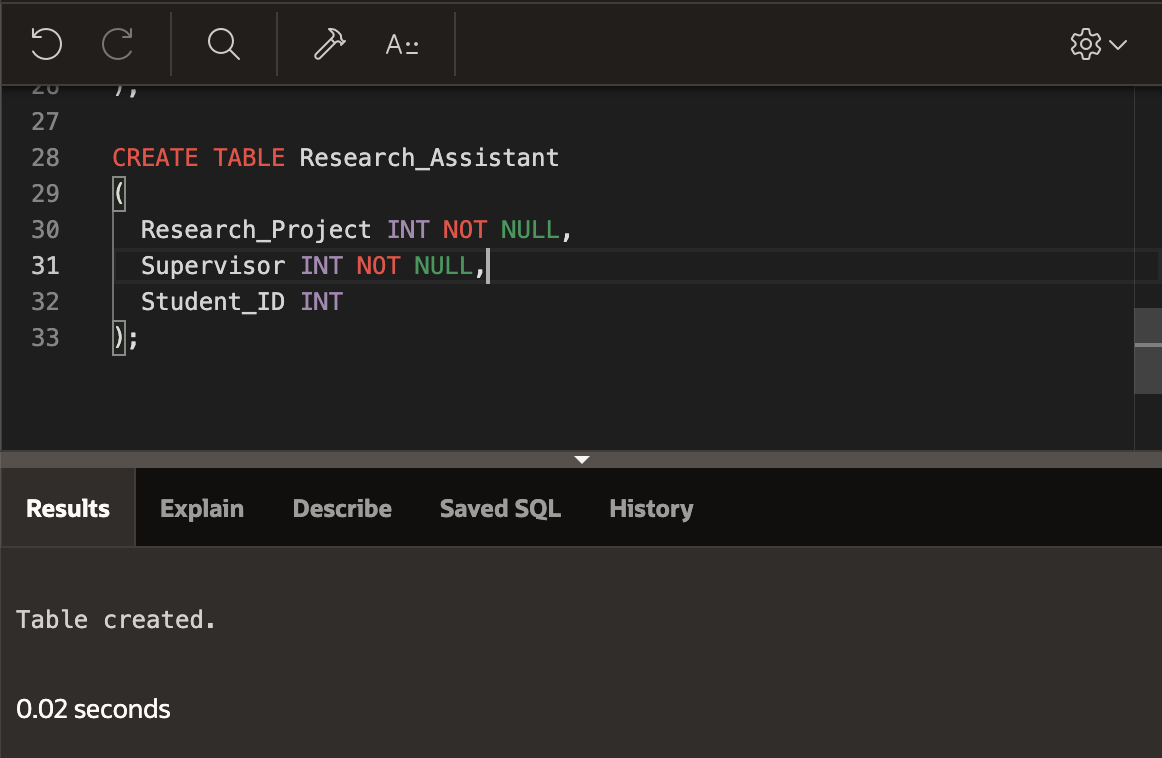 A::
26 );
27
28 CREATE TABLE Research_Assistant
29 (
30 Research_Project INT NOT NULL,
31 Supervisor INT NOT NULL,
32 Student_ID INT
33 );
Results Explain Describe Saved SQL History
Table created.
0.02 seconds